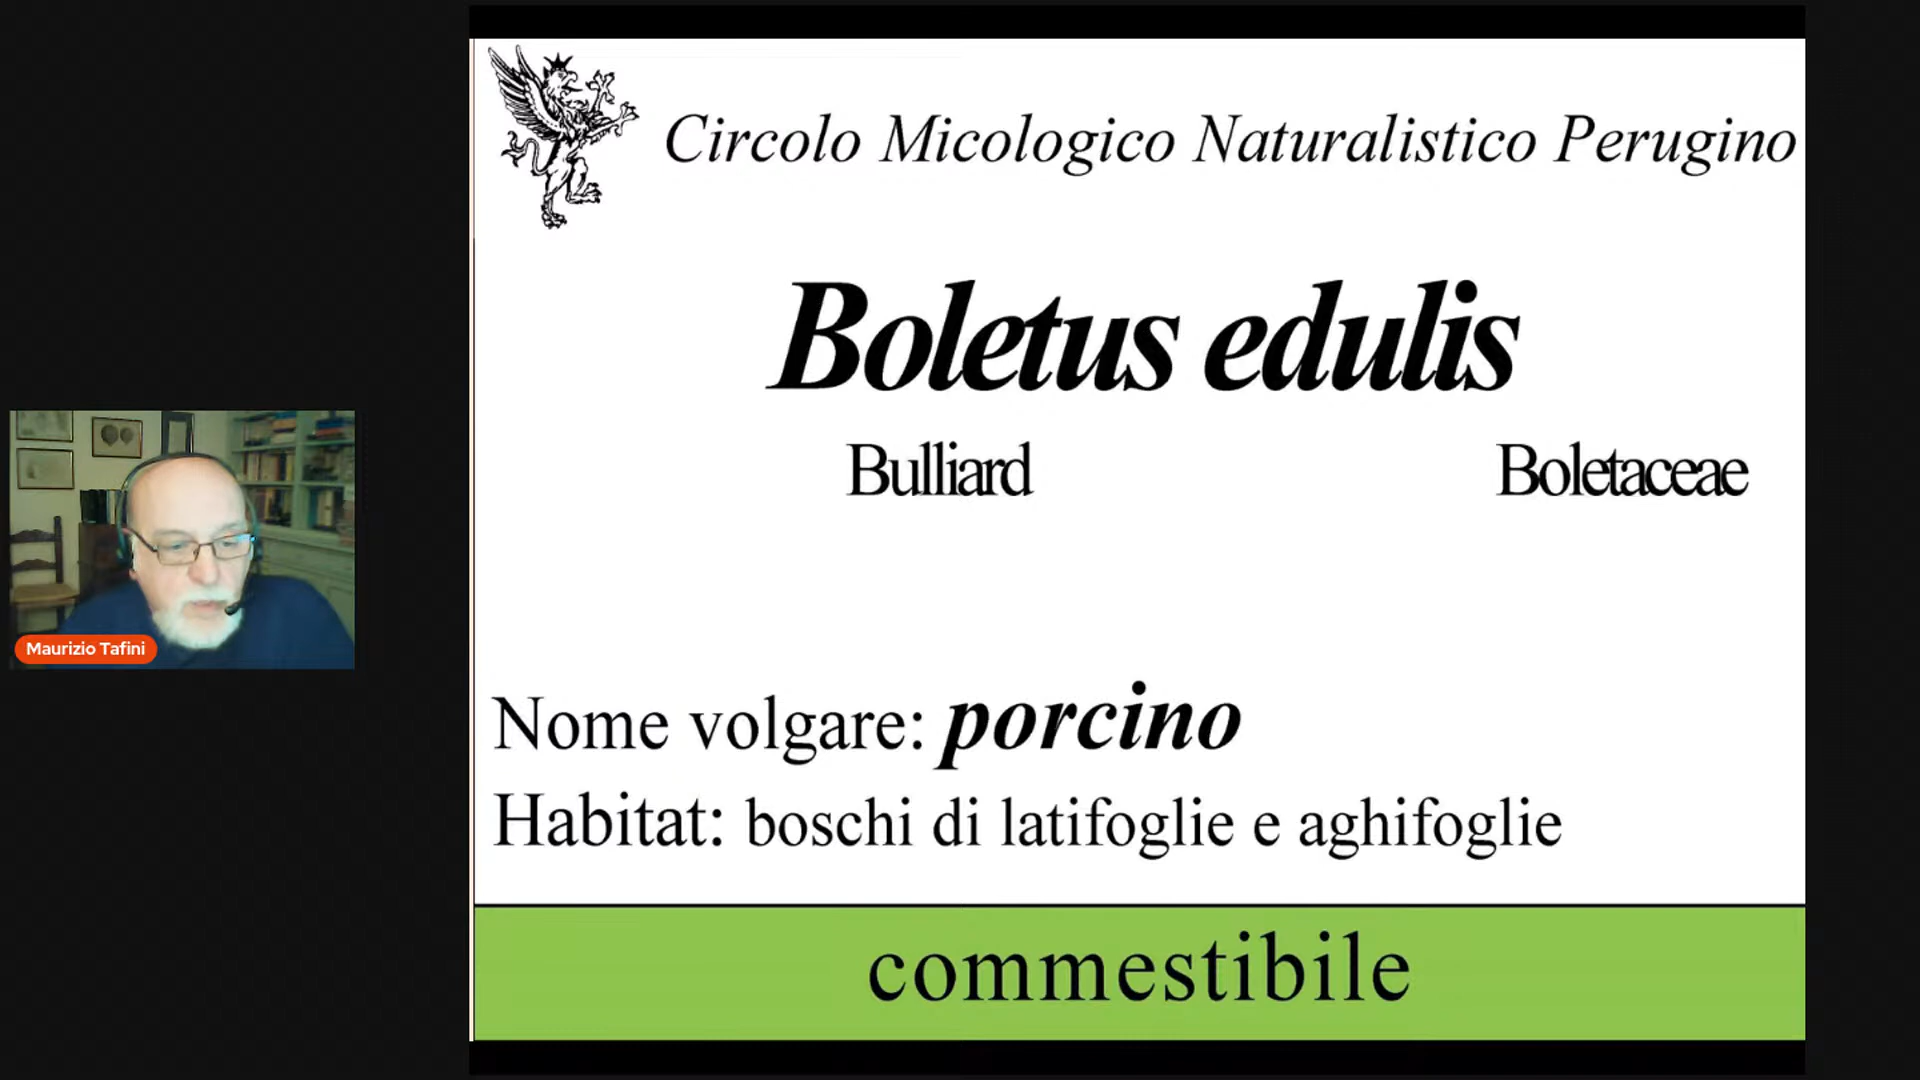 Circolo Micologico Naturalistico Perugino
Boletus edulis
Bulliard Boletaceae
Nome volgare: porcino
Habitat: boschi di latifoglie e aghifoglie
commestibile
Maurizio Tafini